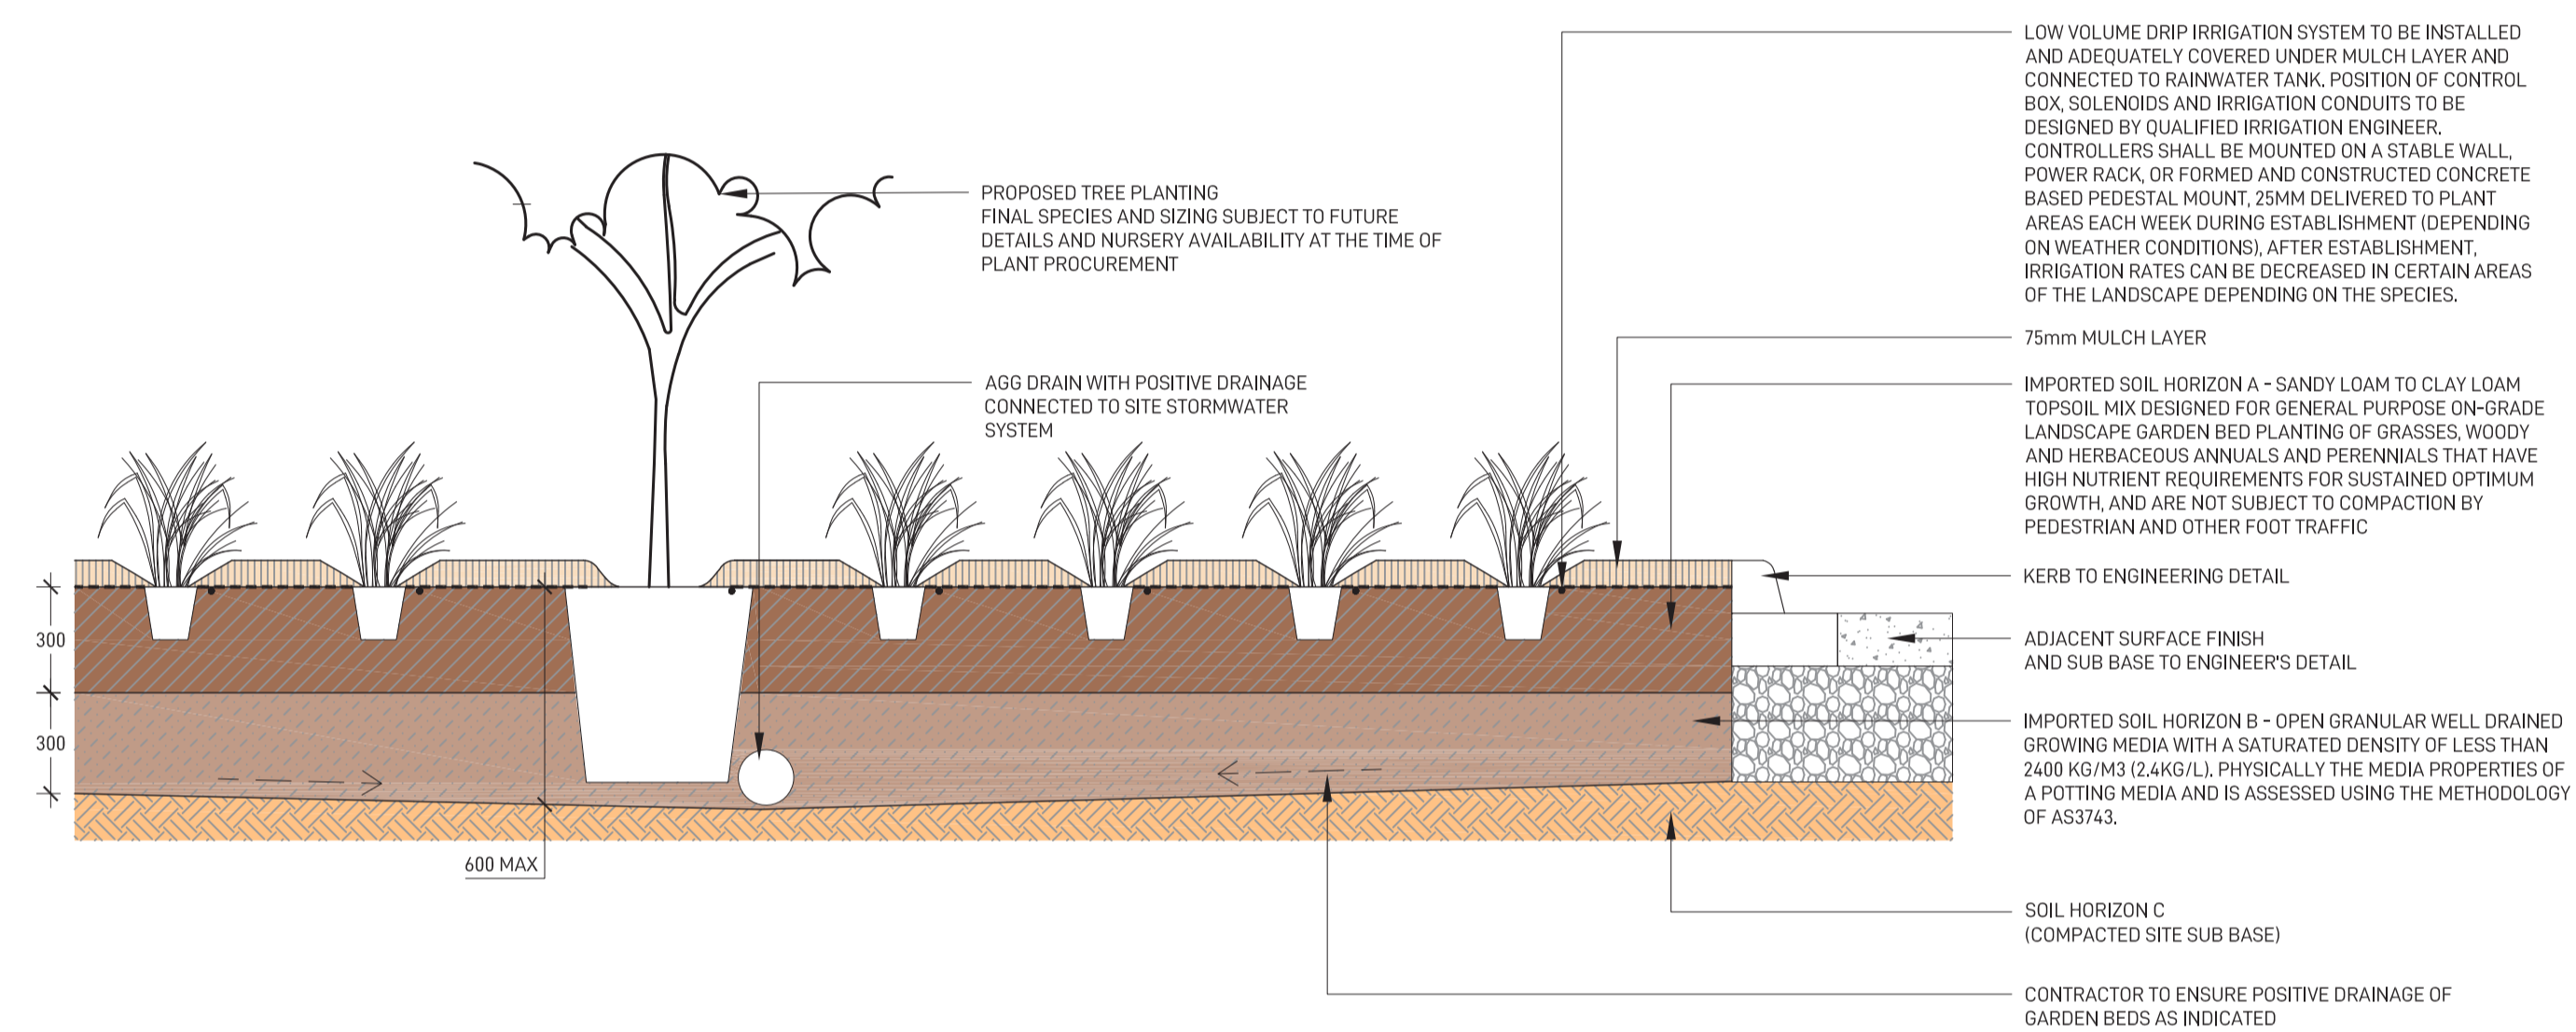 LOW VOLUME DRIP IRRIGATION SYSTEM TO BE INSTALLED
AND ADEQUATELY COVERED UNDER MULCH LAYER AND
CONNECTED TO RAINWATER TANK. POSITION OF CONTROL
BOX, SOLENOIDS AND IRRIGATION CONDUITS TO BE
DESIGNED BY QUALIFIED IRRIGATION ENGINEER.
CONTROLLERS SHALL BE MOUNTED ON A STABLE WALL,
POWER RACK, OR FORMED AND CONSTRUCTED CONCRETE
BASED PEDESTAL MOUNT, 25MM DELIVERED TO PLANT
AREAS EACH WEEK DURING ESTABLISHMENT (DEPENDING
ON WEATHER CONDITIONS), AFTER ESTABLISHMENT,
IRRIGATION RATES CAN BE DECREASED IN CERTAIN AREAS
OF THE LANDSCAPE DEPENDING ON THE SPECIES.
PROPOSED TREE PLANTING
FINAL SPECIES AND SIZING SUBJECT TO FUTURE
DETAILS AND NURSERY AVAILABILITY AT THE TIME OF
PLANT PROCUREMENT
75mm MULCH LAYER
AGG DRAIN WITH POSITIVE DRAINAGE
CONNECTED TO SITE STORMWATER
SYSTEM
IMPORTED SOIL HORIZON A - SANDY LOAM TO CLAY LOAM
TOPSOIL MIX DESIGNED FOR GENERAL PURPOSE ON-GRADE
LANDSCAPE GARDEN BED PLANTING OF GRASSES, WOODY
AND HERBACEOUS ANNUALS AND PERENNIALS THAT HAVE
HIGH NUTRIENT REQUIREMENTS FOR SUSTAINED OPTIMUM
GROWTH, AND ARE NOT SUBJECT TO COMPACTION BY
PEDESTRIAN AND OTHER FOOT TRAFFIC
KERB TO ENGINEERING DETAIL
300
ADJACENT SURFACE FINISH
AND SUB BASE TO ENGINEER'S DETAIL
300
IMPORTED SOIL HORIZON B - OPEN GRANULAR WELL DRAINED
GROWING MEDIA WITH A SATURATED DENSITY OF LESS THAN
2400 KG/M3 (2.4KG/L). PHYSICALLY THE MEDIA PROPERTIES OF
A POTTING MEDIA AND IS ASSESSED USING THE METHODOLOGY
OF AS3743.
600 MAX
SOIL HORIZON C
(COMPACTED SITE SUB BASE)
CONTRACTOR TO ENSURE POSITIVE DRAINAGE OF
GARDEN BEDS AS INDICATED